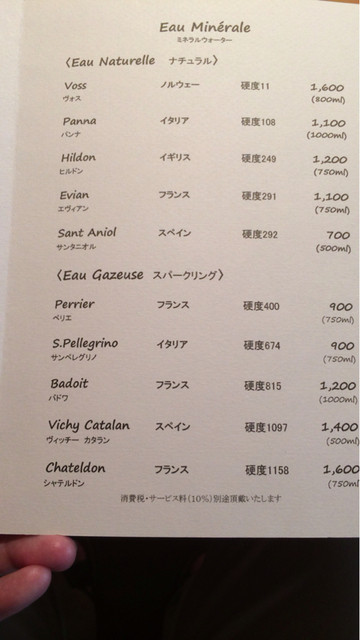 Eau Minérale
ミネラルウォーター
〈Eau Naturelle ナチュラル〉
Voss ノルウェー 硬度11 1,600
ヴォス (800ml)
Panna イタリア 硬度108 1,100
パンナ (1000ml)
Hildon イギリス 硬度249 1,200
ヒルドン (750ml)
Evian フランス 硬度291 1,100
エヴィアン (750ml)
Sant Aniol スペイン 硬度292 700
サンタニオル (500ml)
〈Eau Gazeuse スパークリング〉
Perrier フランス 硬度400 900
ペリエ (750ml)
S.Pellegrino イタリア 硬度674 900
サンペレグリノ (750ml)
Badoit フランス 硬度815 1,200
バドワ (1000ml)
Vichy Catalan スペイン 硬度1097 1,400
ヴィッチー カタラン (500ml)
Chateldon フランス 硬度1158 1,600
シャテルドン (750ml
消費税・サービス料(10%)別途頂戴いたします